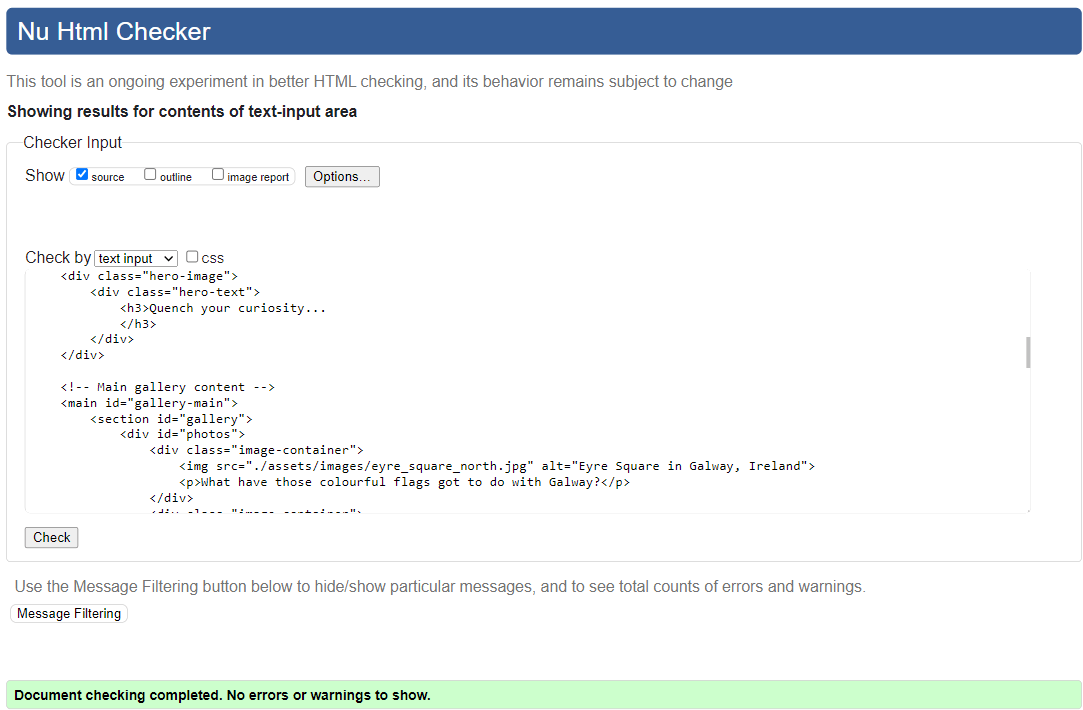 Nu Html Checker
This tool is an ongoing experiment in better HTML checking, and its behavior remains subject to change
Showing results for contents of text-input area
Checker Input
Show source outline image report Options...
Check by text input CSS
<div class="hero-image">
<div class="hero-text">
<h3>Quench your curiosity...
</h3>
</div>
</div>
<!-- Main gallery content -->
<main id="gallery-main">
<section id="gallery">
<div id="photos">
<div class="image-container">
<img src="./assets/images/eyre_square_north.jpg" alt="Eyre Square in Galway, Ireland">
<p>What have those colourful flags got to do with Galway?</p>
</div>
Check
Use the Message Filtering button below to hide/show particular messages, and to see total counts of errors and warnings.
Message Filtering
Document checking completed. No errors or warnings to show.